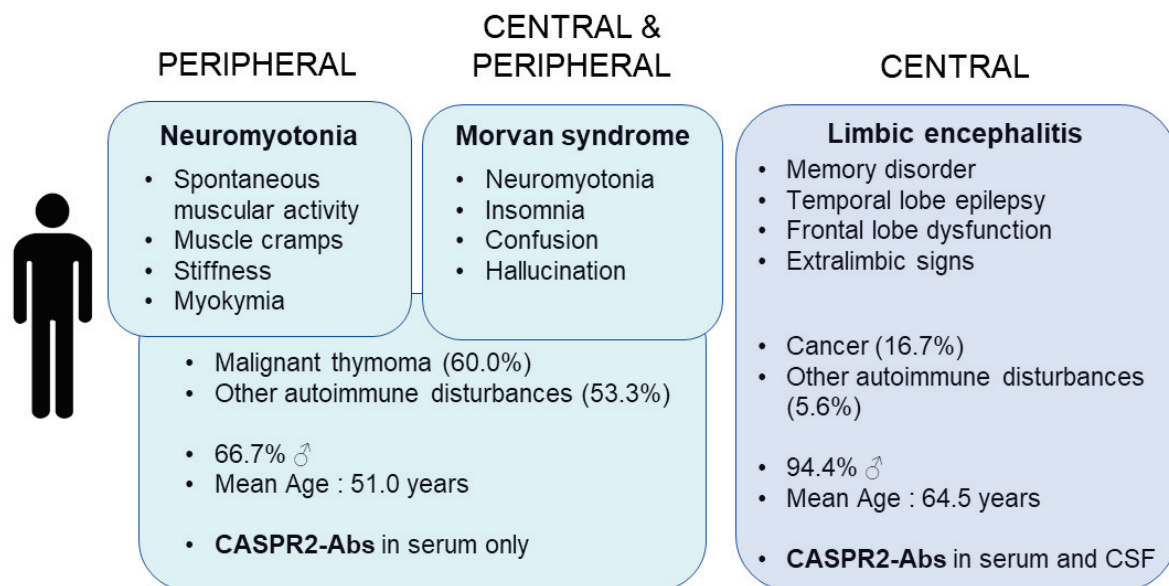 PERIPHERAL
CENTRAL &
PERIPHERAL
CENTRAL
Neuromyotonia
• Spontaneous
muscular activity
• Muscle cramps
• Stiffness
• Myokymia
Morvan syndrome
• Neuromyotonia
• Insomnia
• Confusion
• Hallucination
• Malignant thymoma (60.0%)
• Other autoimmune disturbances (53.3%)
• 66.7% ♂
• Mean Age : 51.0 years
• CASPR2-Abs in serum only
Limbic encephalitis
• Memory disorder
• Temporal lobe epilepsy
• Frontal lobe dysfunction
• Extralimbic signs
• Cancer (16.7%)
• Other autoimmune disturbances
(5.6%)
• 94.4% ♂
• Mean Age : 64.5 years
• CASPR2-Abs in serum and CSF